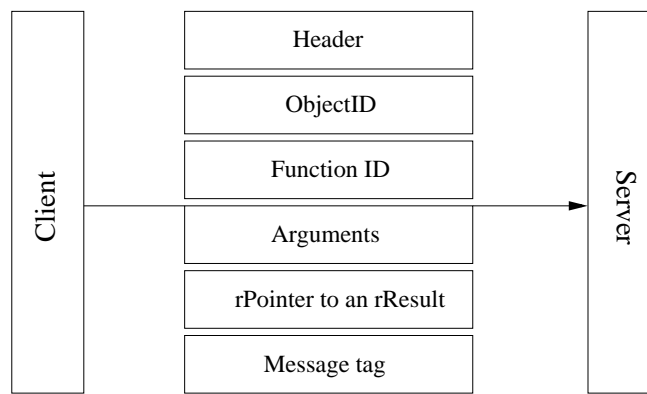 Client
Header
ObjectID
Function ID
Arguments
rPointer to an rResult
Message tag
Server